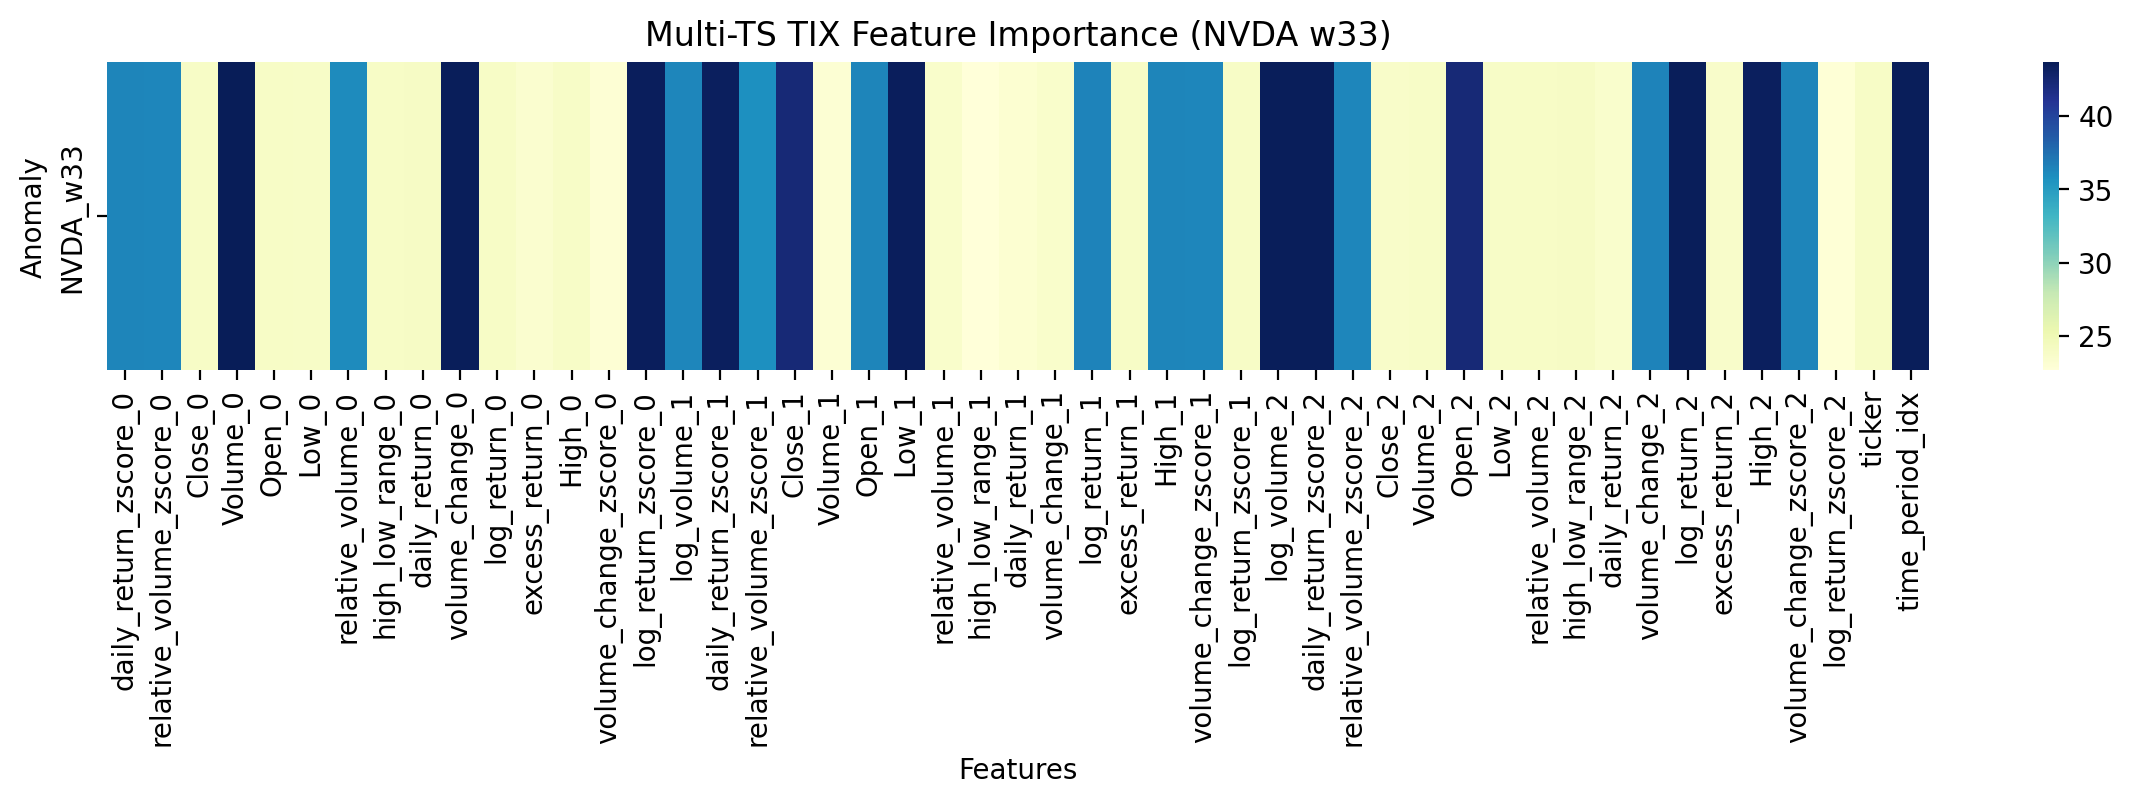 Multi-TS TIX Feature Importance (NVDA w33)
Anomaly
NVDA_w33
40
35
30
25
daily_return_zscore_0
relative_volume_zscore_0
Close_0
Volume_0
Open_0
Low_0
relative_volume_0
high_low_range_0
daily_return_0
volume_change_0
log_return_0
excess_return_0
High_0
volume_change_zscore_0
log_return_zscore_0
log_volume_1
daily_return_zscore_1
relative_volume_zscore_1
Close_1
Volume_1
Open_1
Low_1
relative_volume_1
high_low_range_1
daily_return_1
volume_change_1
log_return_1
excess_return_1
High_1
volume_change_zscore_1
log_return_zscore_1
log_volume_2
daily_return_zscore_2
relative_volume_zscore_2
Close_2
Volume_2
Open_2
Low_2
relative_volume_2
high_low_range_2
daily_return_2
volume_change_2
log_return_2
excess_return_2
High_2
volume_change_zscore_2
log_return_zscore_2
ticker
time_period_idx
Features